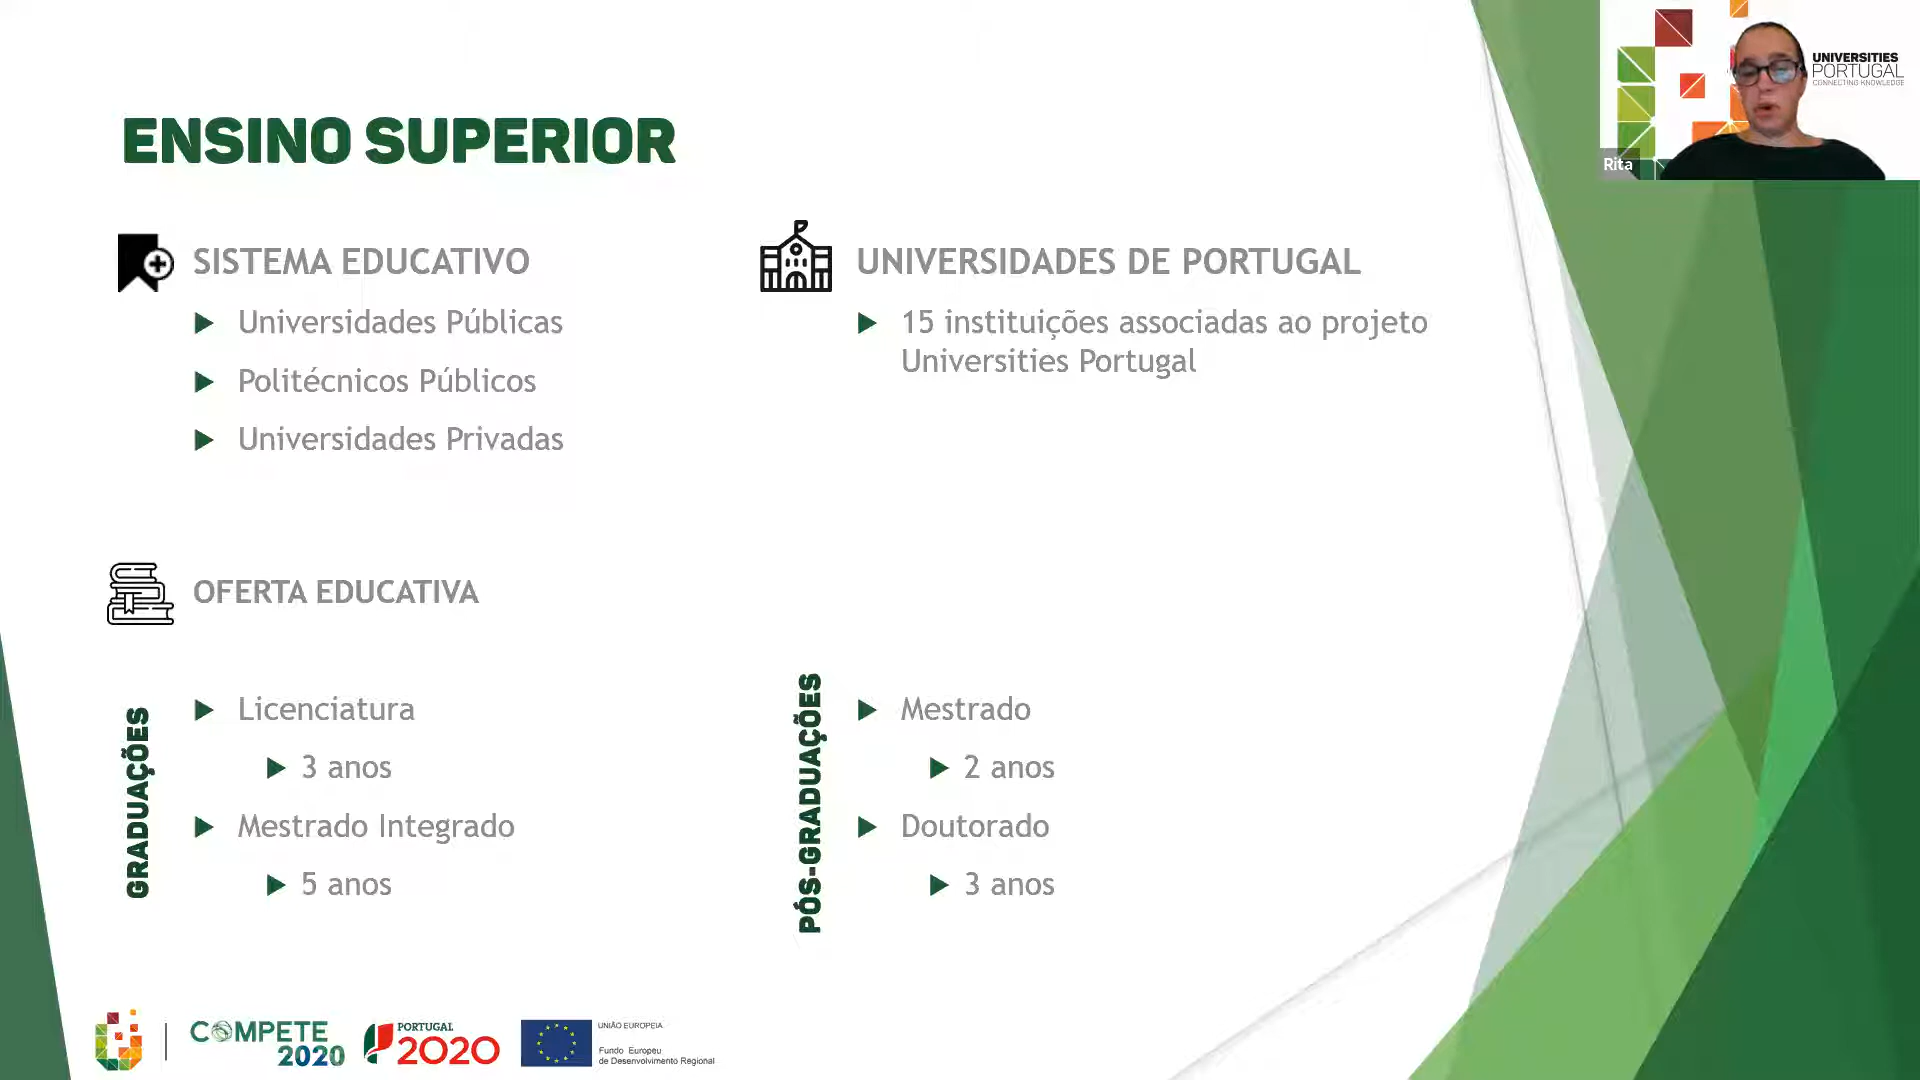 ENSINO SUPERIOR
SISTEMA EDUCATIVO
Universidades Públicas
Politécnicos Públicos
Universidades Privadas
UNIVERSIDADES DE PORTUGAL
15 instituições associadas ao projeto
Universities Portugal
OFERTA EDUCATIVA
GRADUAÇÕES
Licenciatura
3 anos
Mestrado Integrado
5 anos
PÓS-GRADUAÇÕES
Mestrado
2 anos
Doutorado
3 anos
COMPETE
2020
PORTUGAL
2020
UNIÃO EUROPEIA
Fundo Europeu
de Desenvolvimento Regional
UNIVERSITIES
PORTUGAL
CONNECTING KNOWLEDGE
Rita